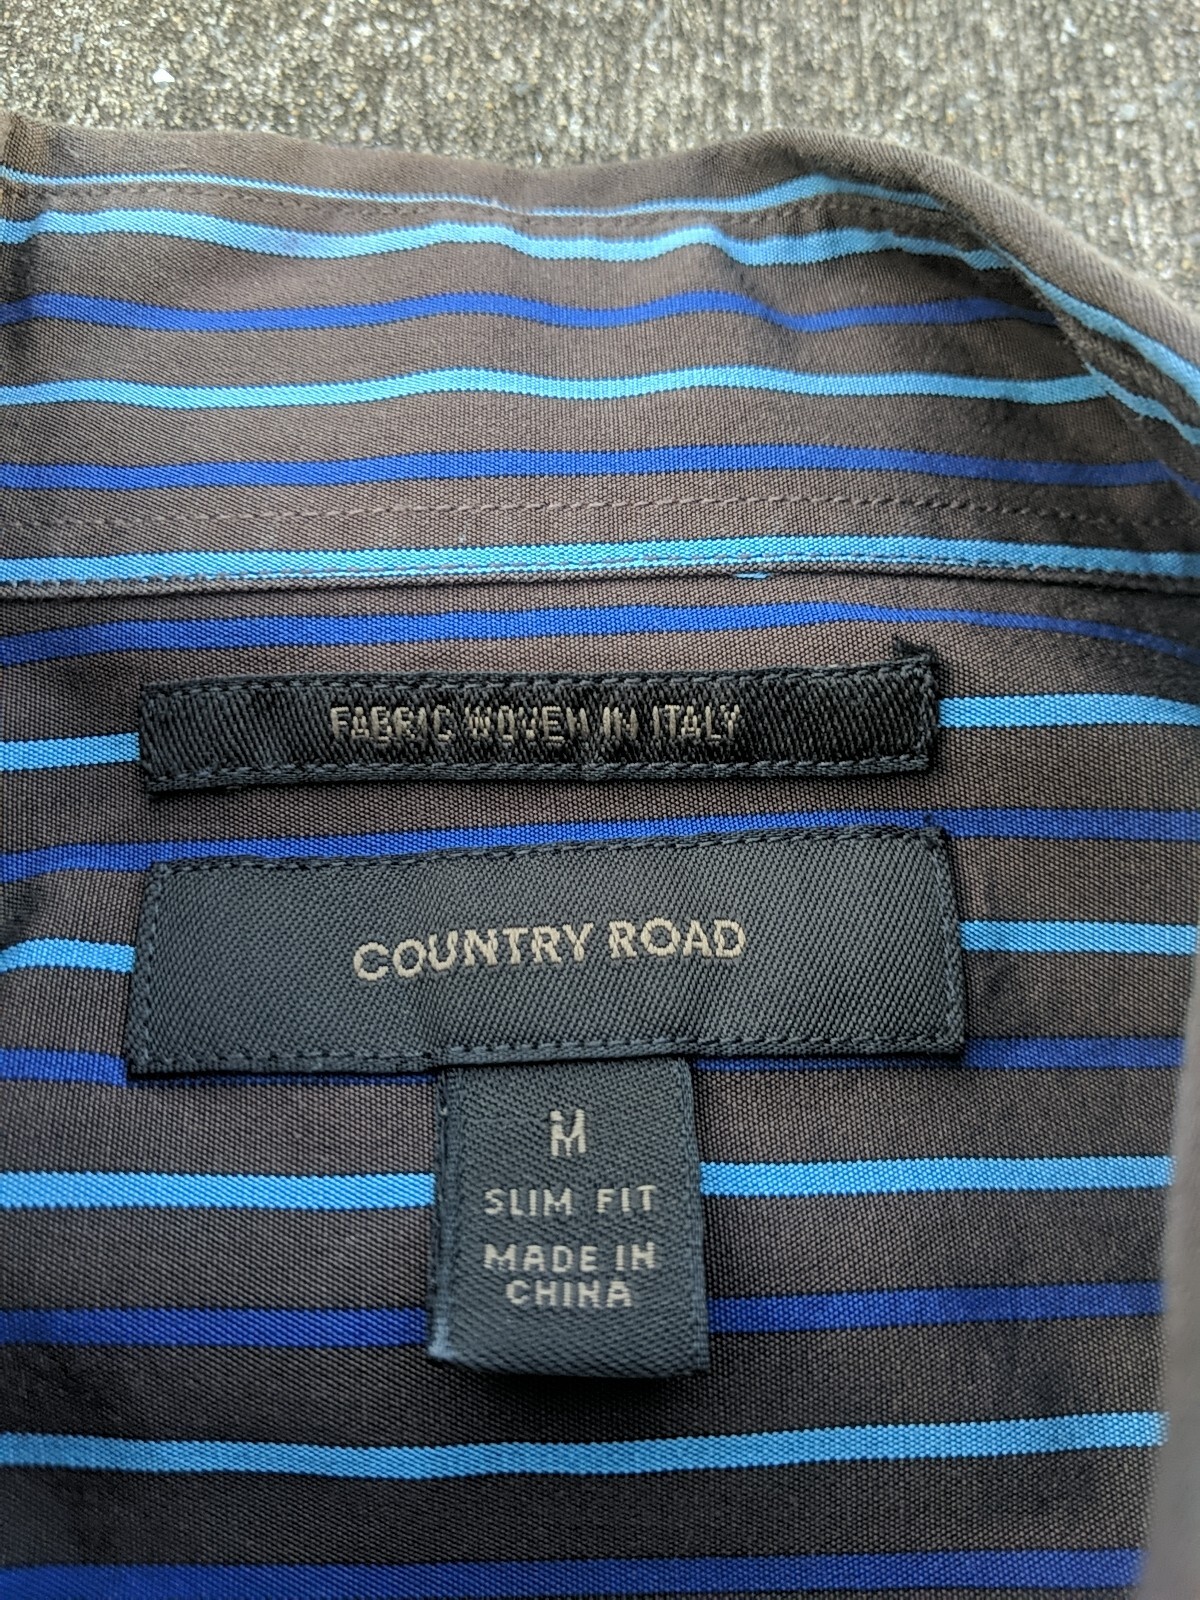 FABRIC WOVEN IN ITALY
COUNTRY ROAD
M
SLIM FIT
MADE IN
CHINA